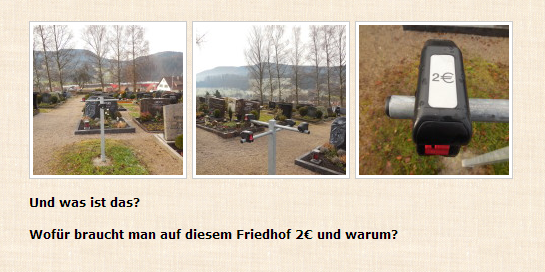 2€
Und was ist das?
Wofür braucht man auf diesem Friedhof 2€ und warum?